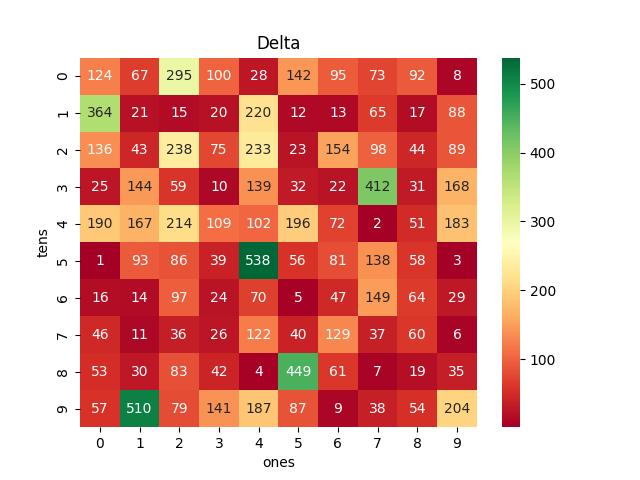 Delta
0 124 67 295 100 28 142 95 73 92 8
1 364 21 15 20 220 12 13 65 17 88
2 136 43 238 75 233 23 154 98 44 89
3 25 144 59 10 139 32 22 412 31 168
4 190 167 214 109 102 196 72 2 51 183
5 1 93 86 39 538 56 81 138 58 3
6 16 14 97 24 70 5 47 149 64 29
7 46 11 36 26 122 40 129 37 60 6
8 53 30 83 42 4 449 61 7 19 35
9 57 510 79 141 187 87 9 38 54 204
0 1 2 3 4 5 6 7 8 9
ones
tens
500
400
300
200
100